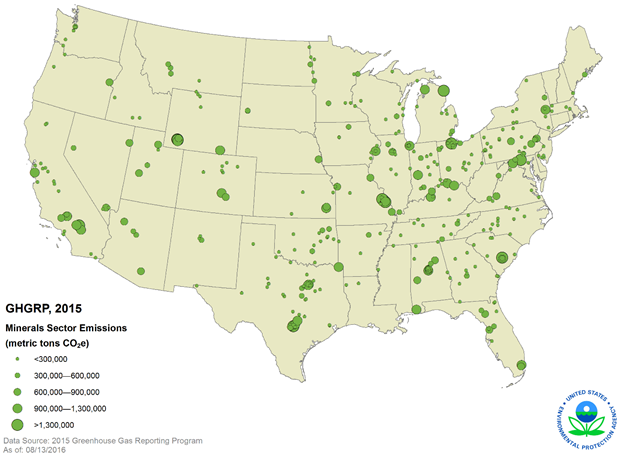 GHGRP, 2015
Minerals Sector Emissions
(metric tons CO₂e)
<300,000
300,000—600,000
600,000—900,000
900,000—1,300,000
>1,300,000
Data Source: 2015 Greenhouse Gas Reporting Program
As of: 08/13/2016
UNITED STATES
ENVIRONMENTAL PROTECTION AGENCY